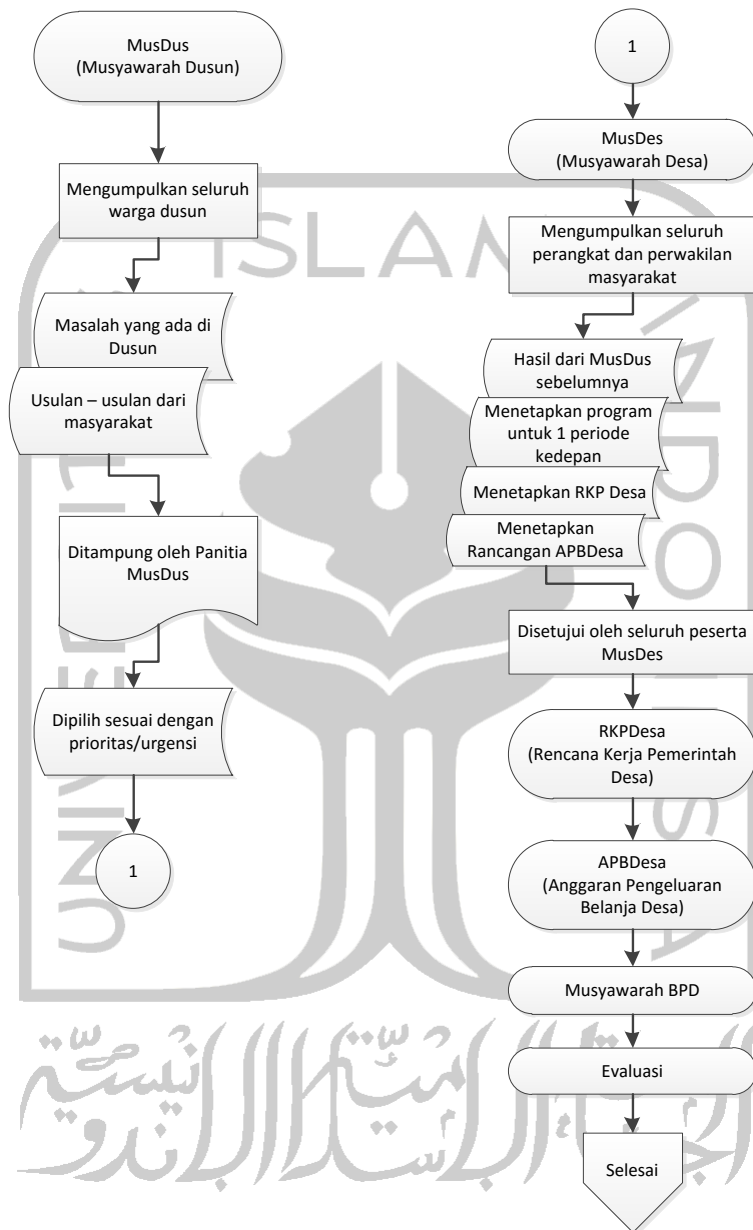 MusDus
(Musyawarah Dusun)
Mengumpulkan seluruh
warga dusun
Masalah yang ada di
Dusun
Usulan – usulan dari
masyarakat
Ditampung oleh Panitia
MusDus
Dipilih sesuai dengan
prioritas/urgensi
1
1
MusDes
(Musyawarah Desa)
Mengumpulkan seluruh
perangkat dan perwakilan
masyarakat
Hasil dari MusDus
sebelumnya
Menetapkan program
untuk 1 periode
kedepan
Menetapkan RKP Desa
Menetapkan
Rancangan APBDesa
Disetujui oleh seluruh peserta
MusDes
RKPDesa
(Rencana Kerja Pemerintah
Desa)
APBDesa
(Anggaran Pengeluaran
Belanja Desa)
Musyawarah BPD
Evaluasi
Selesai
ISLAM